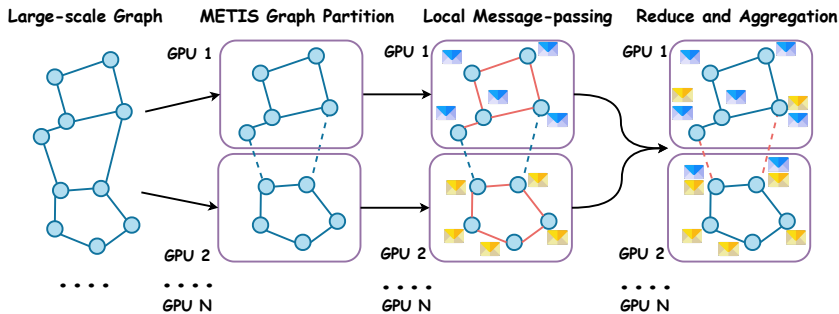 Large-scale Graph
METIS Graph Partition
Local Message-passing
Reduce and Aggregation
GPU 1
GPU 1
GPU 1
GPU 2
GPU 2
GPU 2
. . . .
. . . .
. . . .
. . . .
GPU N
GPU N
GPU N